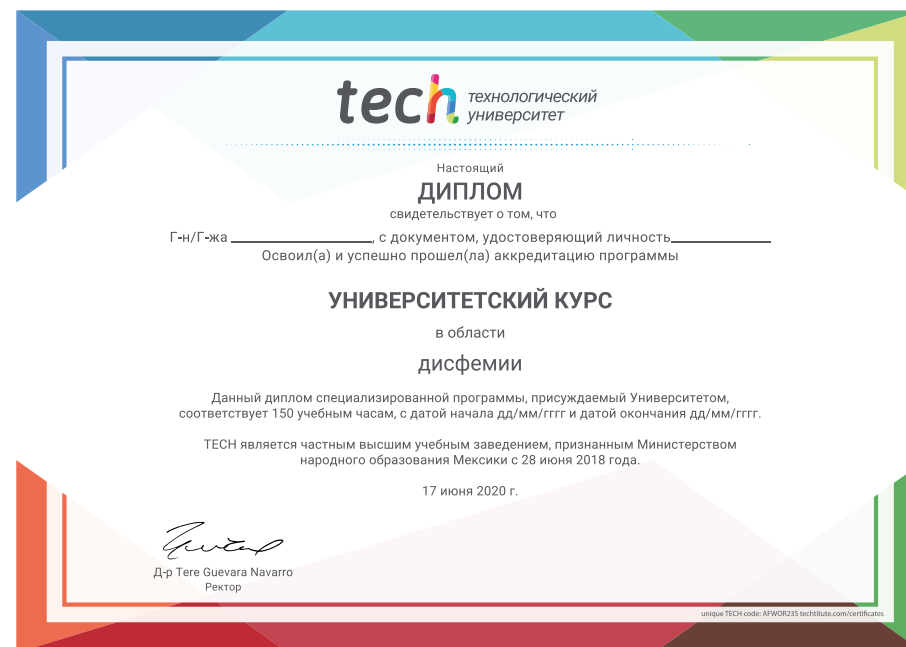 tech технологический
университет
Настоящий
ДИПЛОМ
свидетельствует о том, что
Г-н/Г-жа ____________________, с документом, удостоверяющий личность______________
Освоил(а) и успешно прошел(ла) аккредитацию программы
УНИВЕРСИТЕТСКИЙ КУРС
в области
дисфемии
Данный диплом специализированной программы, присуждаемый Университетом,
соответствует 150 учебным часам, с датой начала дд/мм/гггг и датой окончания дд/мм/гггг.
TECH является частным высшим учебным заведением, признанным Министерством
народного образования Мексики с 28 июня 2018 года.
17 июня 2020 г.
Д-р Tere Guevara Navarro
Ректор
unique TECH code: AFWOR23S techtitute.com/certificates